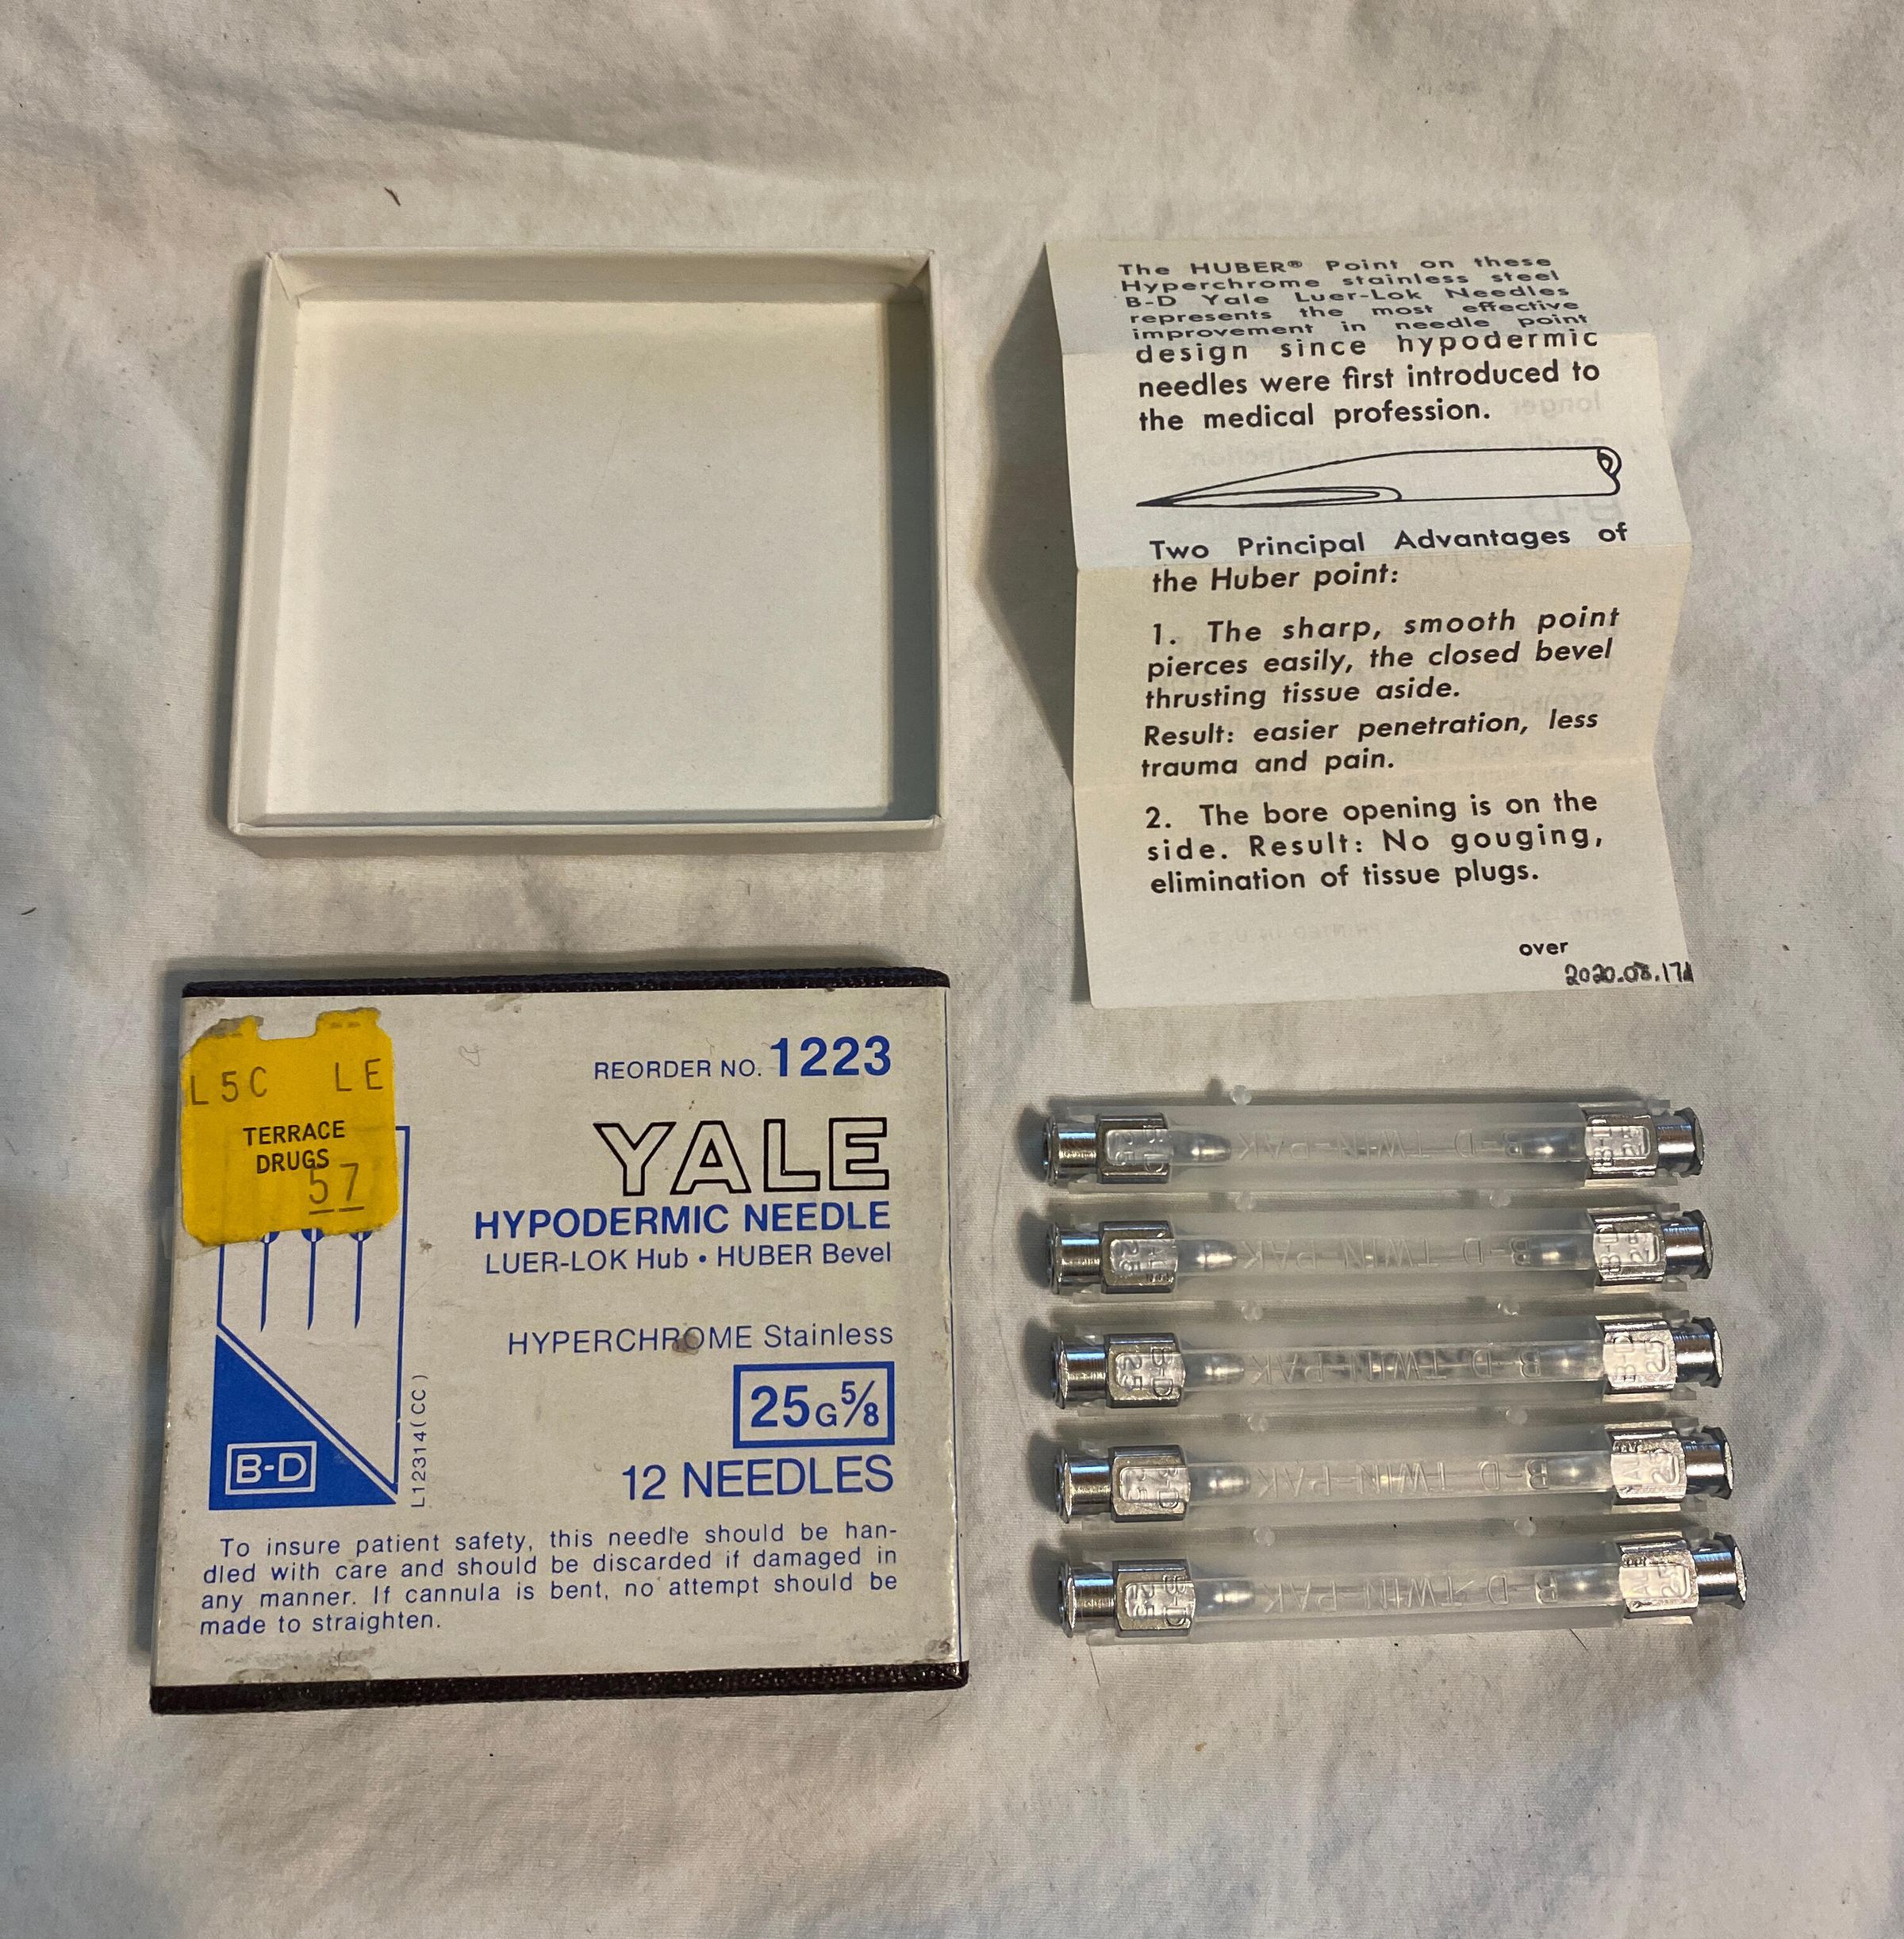 The HUBER® Point on these
Hyperchrome stainless steel
B-D Yale Luer-Lok Needles
represents the most effective
improvement in needle point
design since hypodermic
needles were first introduced to
the medical profession.
Two Principal Advantages of
the Huber point:
1. The sharp, smooth point
pierces easily, the closed bevel
thrusting tissue aside.
Result: easier penetration, less
trauma and pain.
2. The bore opening is on the
side. Result: No gouging,
elimination of tissue plugs.
over
2020.08.17
L5C LE
TERRACE
DRUGS
57
REORDER NO. 1223
YALE
HYPODERMIC NEEDLE
LUER-LOK Hub • HUBER Bevel
HYPERCHROME Stainless
25G 5/8
12 NEEDLES
B-D
L12314(CC)
To insure patient safety, this needle should be han-
dled with care and should be discarded if damaged in
any manner. If cannula is bent, no attempt should be
made to straighten.
B-D TWIN-PAK
B-D TWIN-PAK
B-D TWIN-PAK
B-D TWIN-PAK
B-D TWIN-PAK